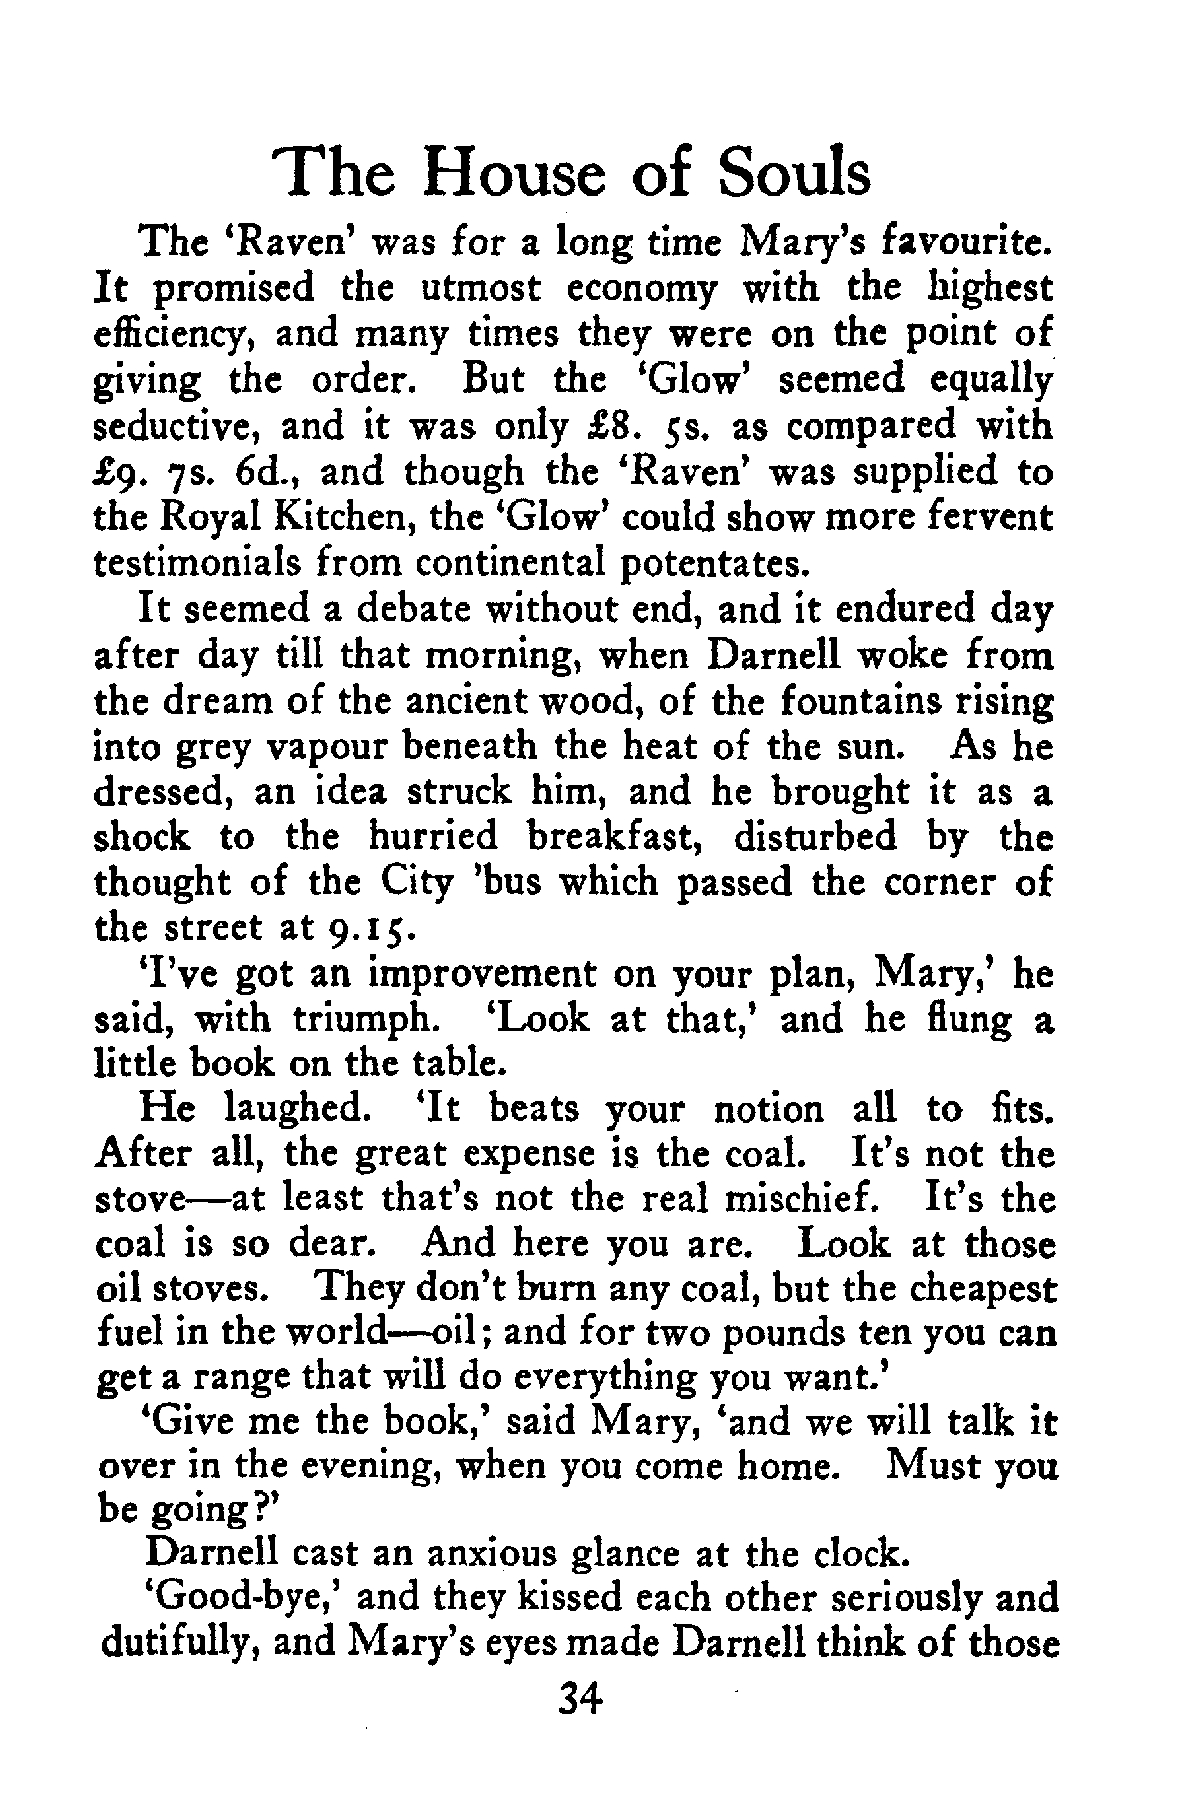 The House of Souls
The ‘Raven’ was for a long time Mary’s favourite.
It promised the utmost economy with the highest
efficiency, and many times they were on the point of
giving the order. But the ‘Glow’ seemed equally
seductive, and it was only £8. 5s. as compared with
£9. 7s. 6d., and though the ‘Raven’ was supplied to
the Royal Kitchen, the ‘Glow’ could show more fervent
testimonials from continental potentates.
It seemed a debate without end, and it endured day
after day till that morning, when Darnell woke from
the dream of the ancient wood, of the fountains rising
into grey vapour beneath the heat of the sun. As he
dressed, an idea struck him, and he brought it as a
shock to the hurried breakfast, disturbed by the
thought of the City ’bus which passed the corner of
the street at 9.15.
‘I’ve got an improvement on your plan, Mary,’ he
said, with triumph. ‘Look at that,’ and he flung a
little book on the table.
He laughed. ‘It beats your notion all to fits.
After all, the great expense is the coal. It’s not the
stove—at least that’s not the real mischief. It’s the
coal is so dear. And here you are. Look at those
oil stoves. They don’t burn any coal, but the cheapest
fuel in the world—oil; and for two pounds ten you can
get a range that will do everything you want.’
‘Give me the book,’ said Mary, ‘and we will talk it
over in the evening, when you come home. Must you
be going?’
Darnell cast an anxious glance at the clock.
‘Good-bye,’ and they kissed each other seriously and
dutifully, and Mary’s eyes made Darnell think of those
34